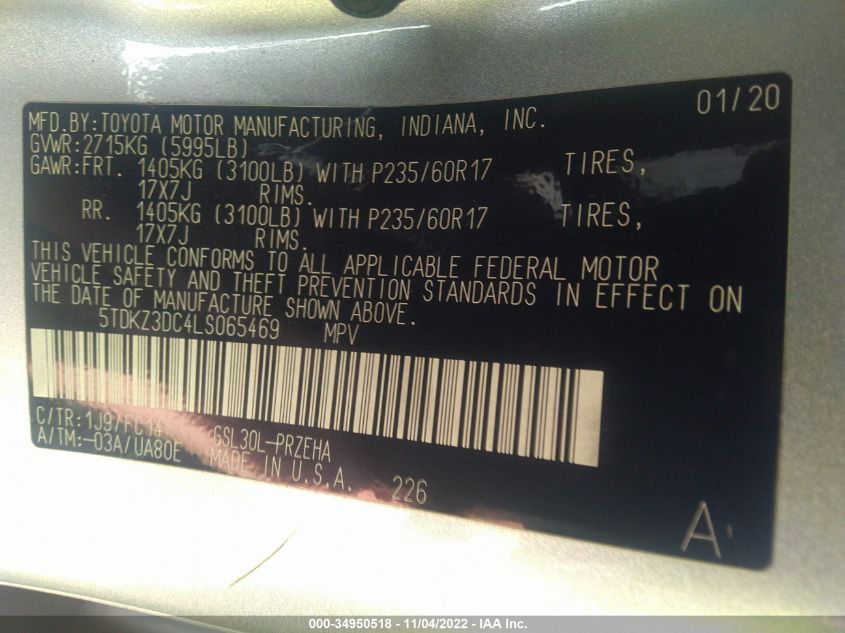 01/20
MFD.BY:TOYOTA MOTOR MANUFACTURING, INDIANA, INC.
GVWR:2715KG (5995LB)
GAWR:FRT. 1405KG (3100LB) WITH P235/60R17 TIRES,
17X7J RIMS.
RR. 1405KG (3100LB) WITH P235/60R17 TIRES,
17X7J RIMS.
THIS VEHICLE CONFORMS TO ALL APPLICABLE FEDERAL MOTOR
VEHICLE SAFETY AND THEFT PREVENTION STANDARDS IN EFFECT ON
THE DATE OF MANUFACTURE SHOWN ABOVE.
5TDKZ3DC4LS065469 MPV
C/TR:1J9/FC14 GSL30L-PRZEHA
A/TM:-03A/UA80E MADE IN U.S.A.
226
A
000-34950518 - 11/04/2022 - IAA Inc.